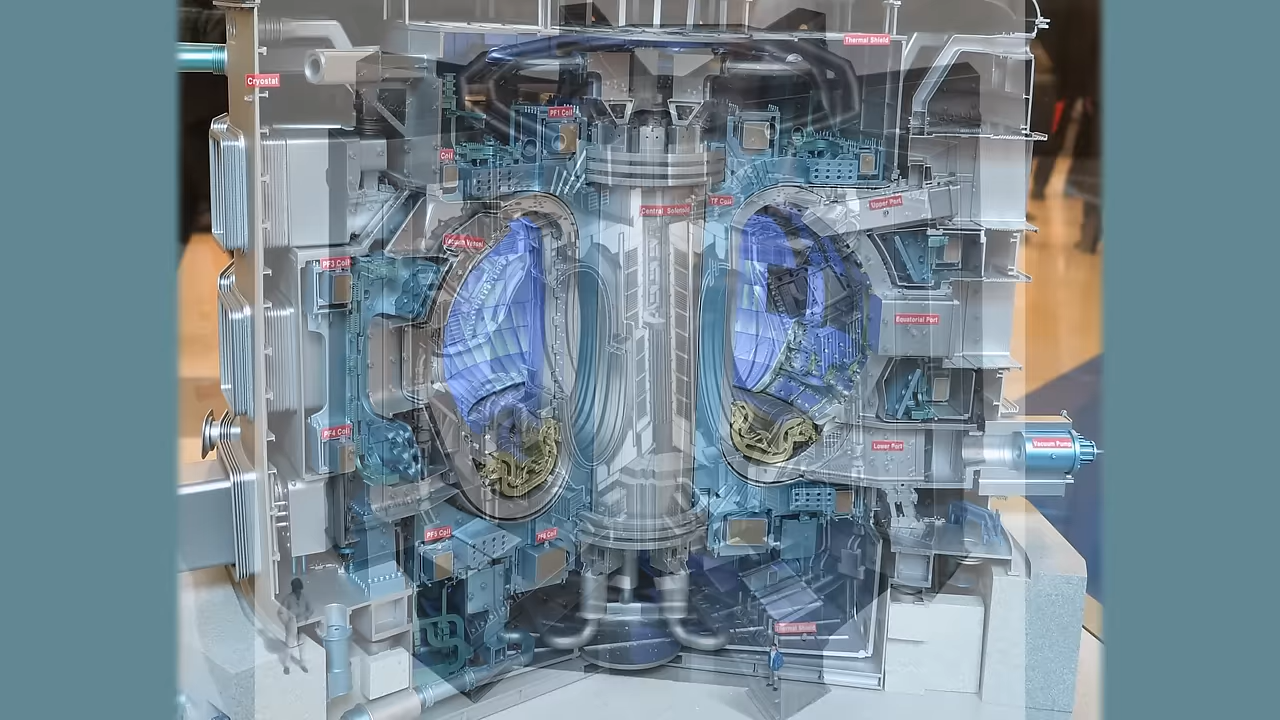 Thermal Shield
Cryostat
PF1 Coil
Coil
TF Coil
Upper Port
Central Solenoid
Vacuum Vessel
PF3 Coil
Equatorial Port
PF4 Coil
Lower Port
Vacuum Pump
PF5 Coil
PF6 Coil
Thermal Shield